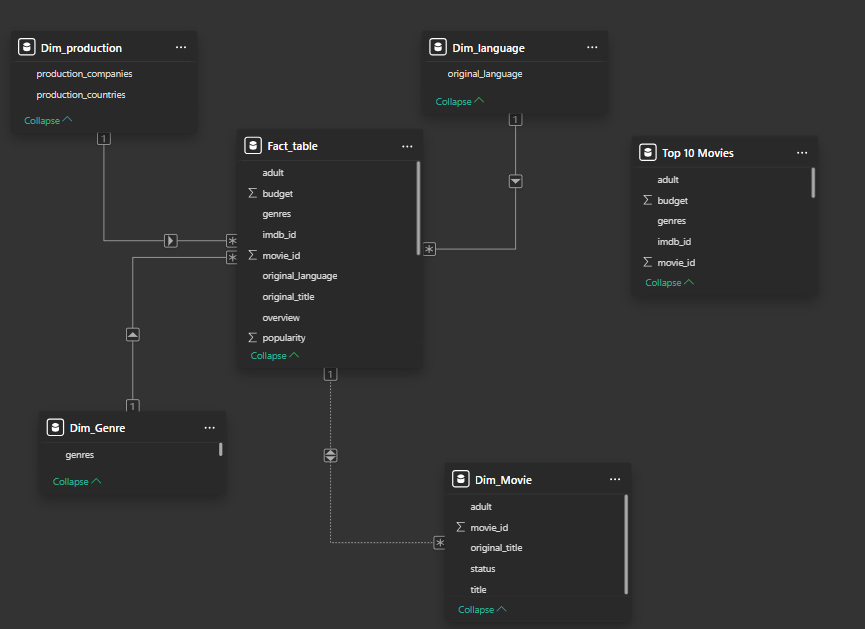 Dim_production
production_companies
production_countries
Collapse
1
Dim_language
original_language
Collapse
1
Fact_table
adult
∑ budget
genres
imdb_id
∑ movie_id
original_language
original_title
overview
∑ popularity
Collapse
*
*
*
1
Top 10 Movies
adult
∑ budget
genres
imdb_id
∑ movie_id
Collapse
1
Dim_Genre
genres
Collapse
*
Dim_Movie
adult
∑ movie_id
original_title
status
title
Collapse